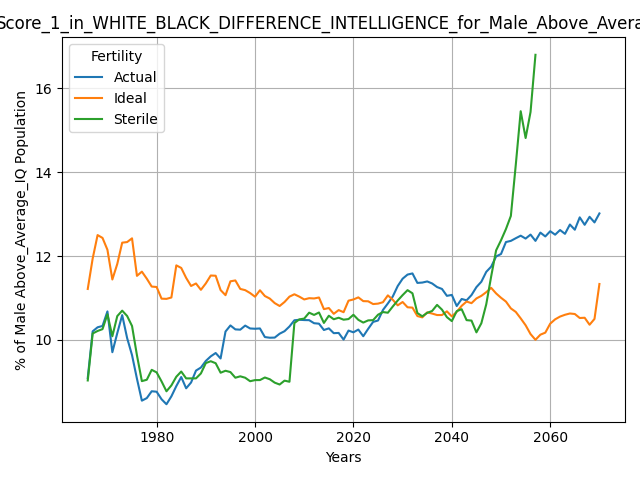 Score_1_in_WHITE_BLACK_DIFFERENCE_INTELLIGENCE_for_Male_Above_Avera
Fertility
Actual
Ideal
Sterile
% of Male Above_Average_IQ Population
16
14
12
10
1980 2000 2020 2040 2060
Years